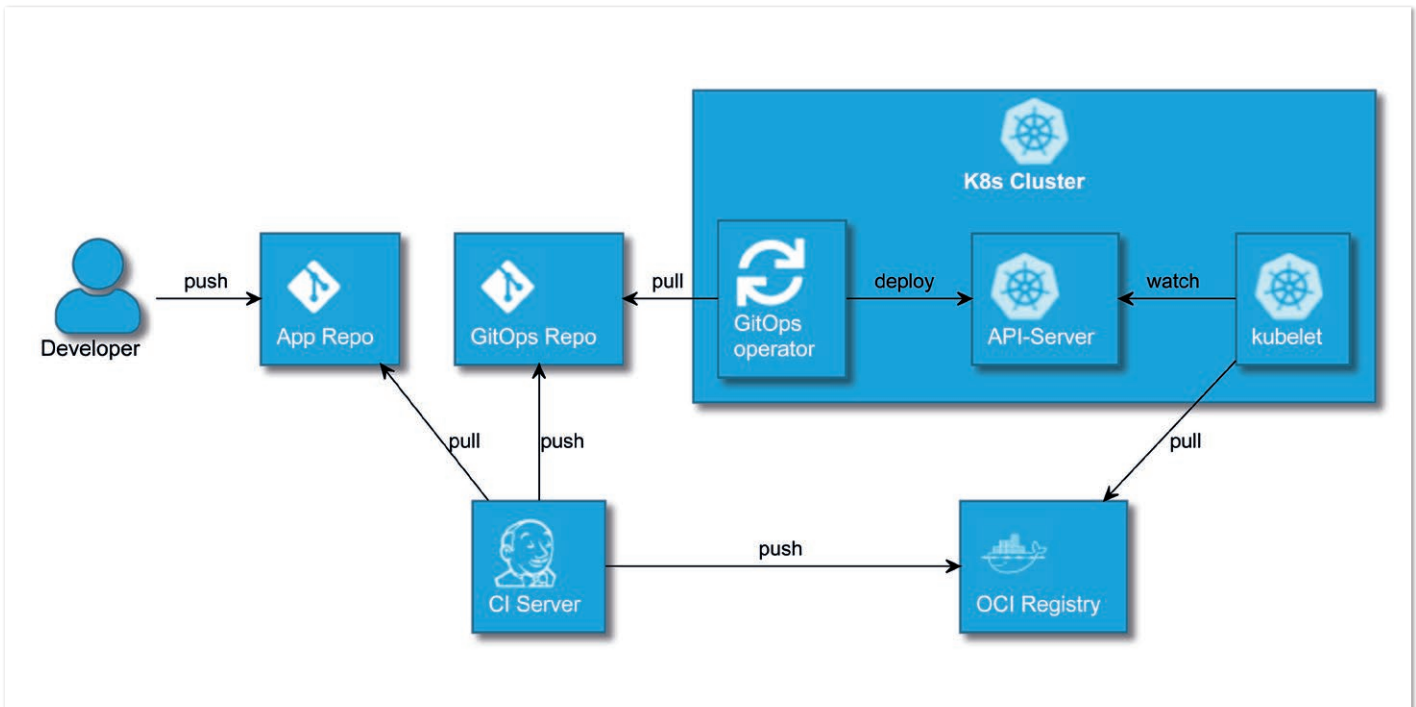 K8s Cluster
Developer
push
App Repo
GitOps Repo
pull
GitOps
operator
deploy
API-Server
watch
kubelet
pull
push
pull
CI Server
push
OCI Registry